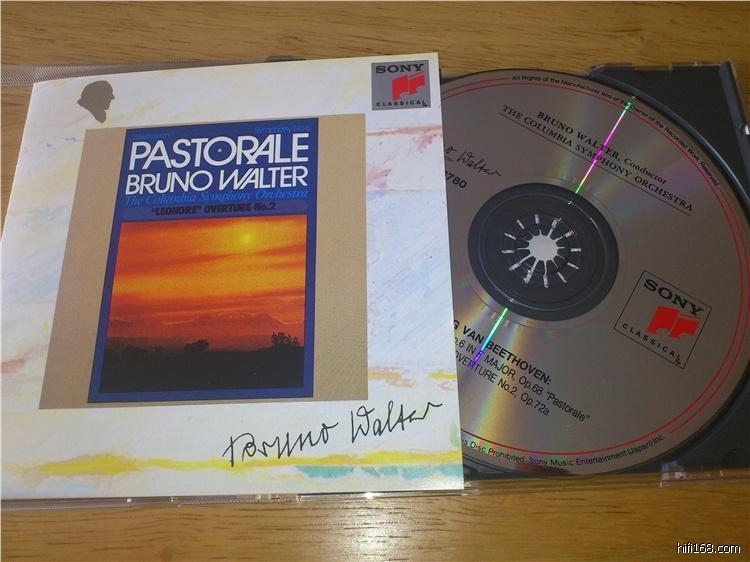 SONY
CLASSICAL
Beethoven Symphony No.6
PASTORALE
BRUNO WALTER
The Columbia Symphony Orchestra
"LEONORE" OVERTURE No.2
Bruno Walter
All Rights of the Manufacturer and of the Owner of the Recorded Work Reserved
BRUNO WALTER, Conductor
THE COLUMBIA SYMPHONY ORCHESTRA
Walter
780
SONY
CLASSICAL
VAN BEETHOVEN:
6 IN F MAJOR, Op.68 "Pastorale"
OVERTURE No.2, Op.72a
Disc Prohibited. Sony Music Entertainment (Japan) Inc.
hifi168.com